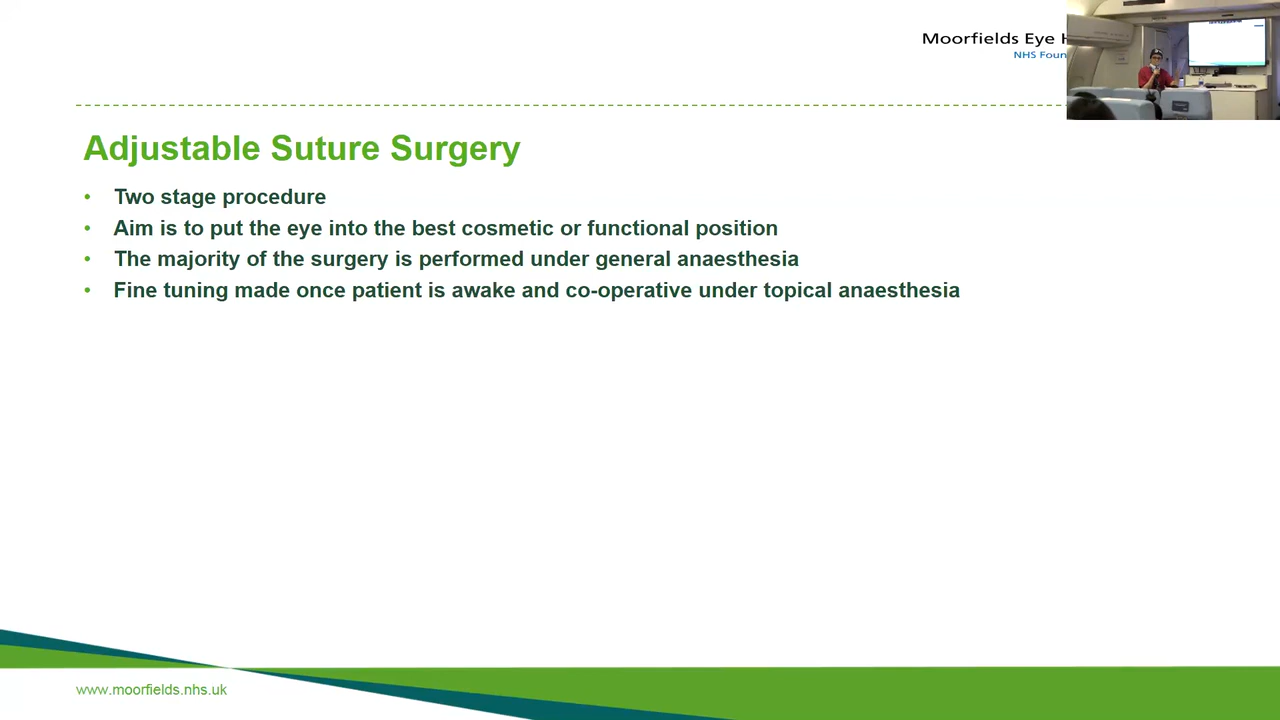 Moorfields Eye
NHS Foun
Adjustable Suture Surgery
• Two stage procedure
• Aim is to put the eye into the best cosmetic or functional position
• The majority of the surgery is performed under general anaesthesia
• Fine tuning made once patient is awake and co-operative under topical anaesthesia
www.moorfields.nhs.uk